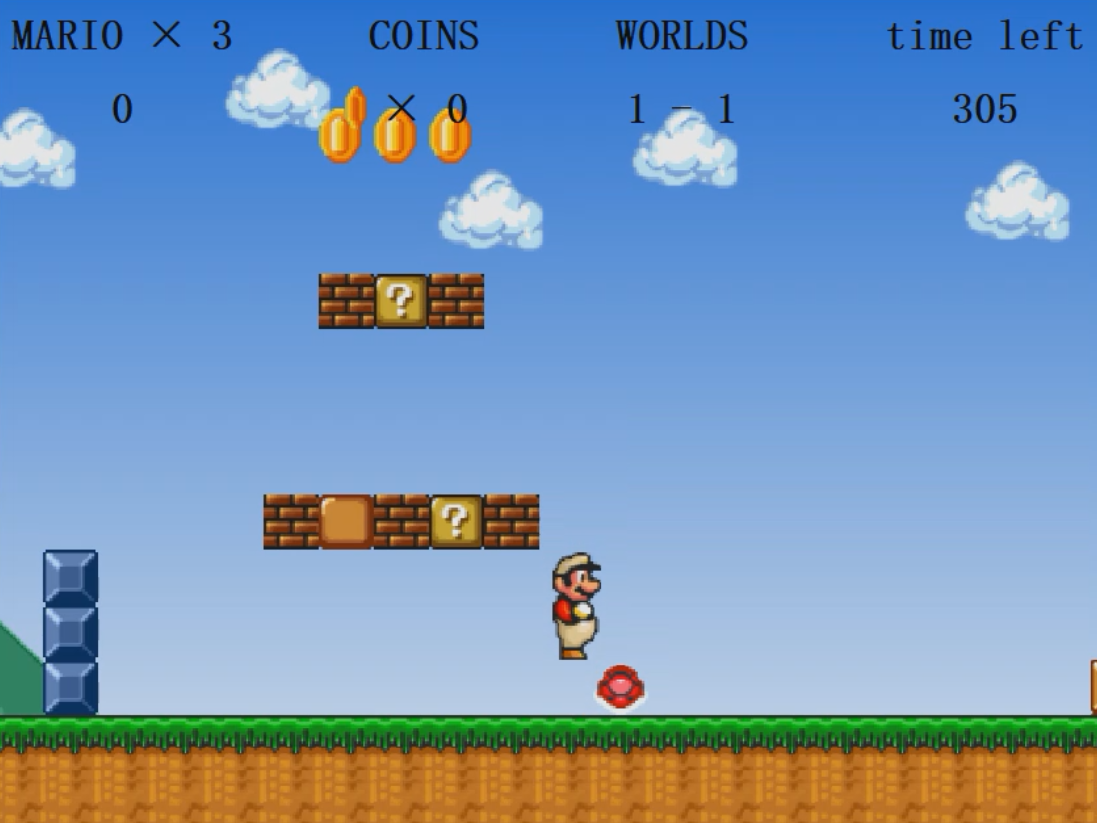 MARIO × 3 COINS WORLDS time left
0 × 0 1 - 1 305
?
?